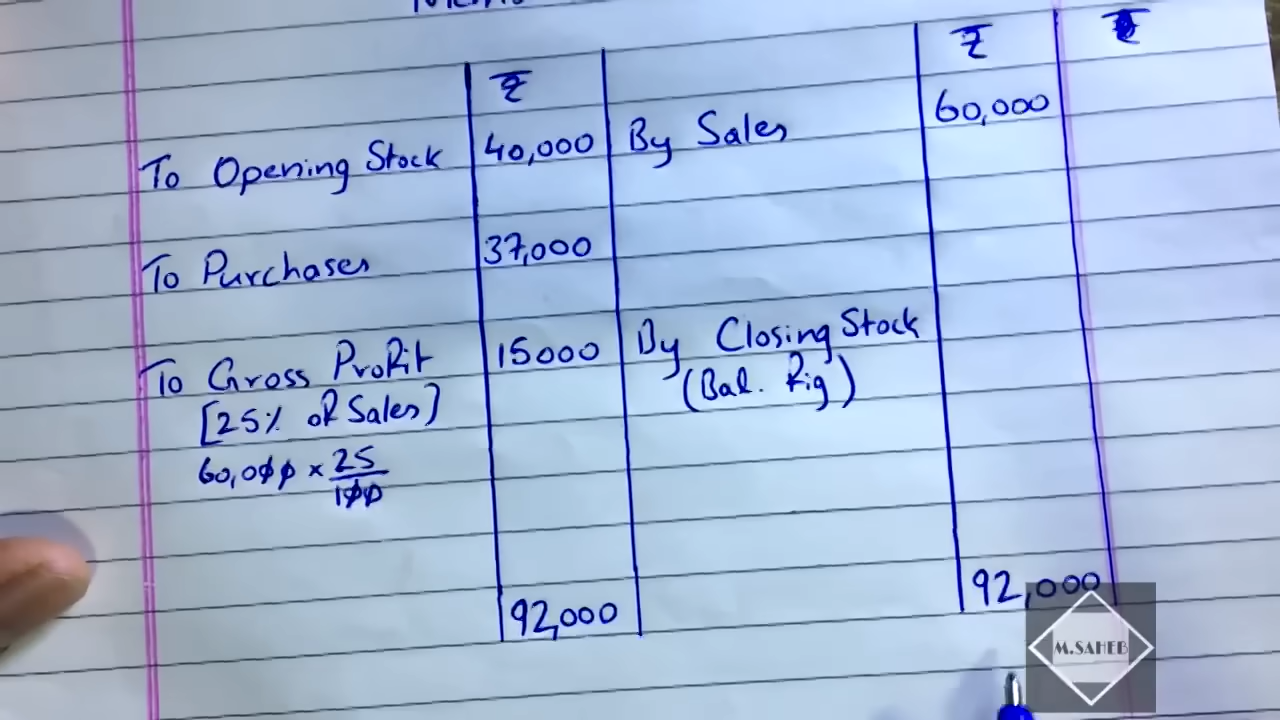 ₹ ₹
To Opening Stock 40,000 By Sales 60,000
To Purchases 37,000
To Gross Profit 15000 By Closing Stock
[25% of Sales] (Bal. Fig)
60,000 × 25
100
92,000 92,000
M.SAHEB